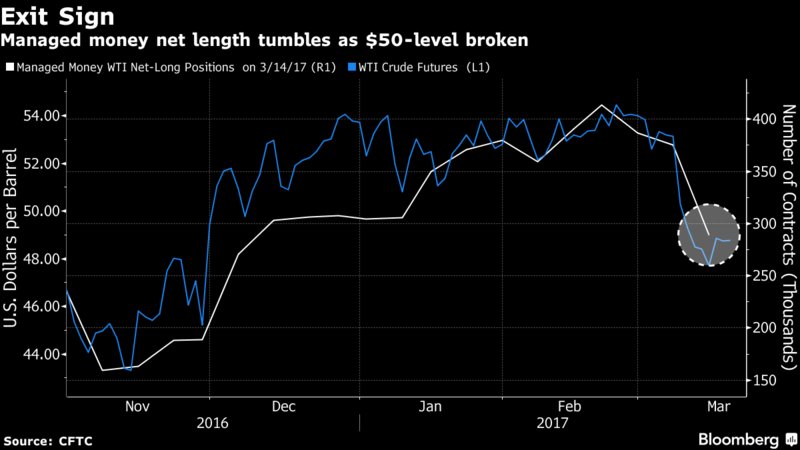 Exit Sign
Managed money net length tumbles as $50-level broken
Managed Money WTI Net-Long Positions on 3/14/17 (R1) WTI Crude Futures (L1)
U.S. Dollars per Barrel
54.00
52.00
50.00
48.00
46.00
44.00
400
350
300
250
200
150
Number of Contracts (Thousands)
Nov Dec Jan Feb Mar
2016 2017
Source: CFTC
Bloomberg